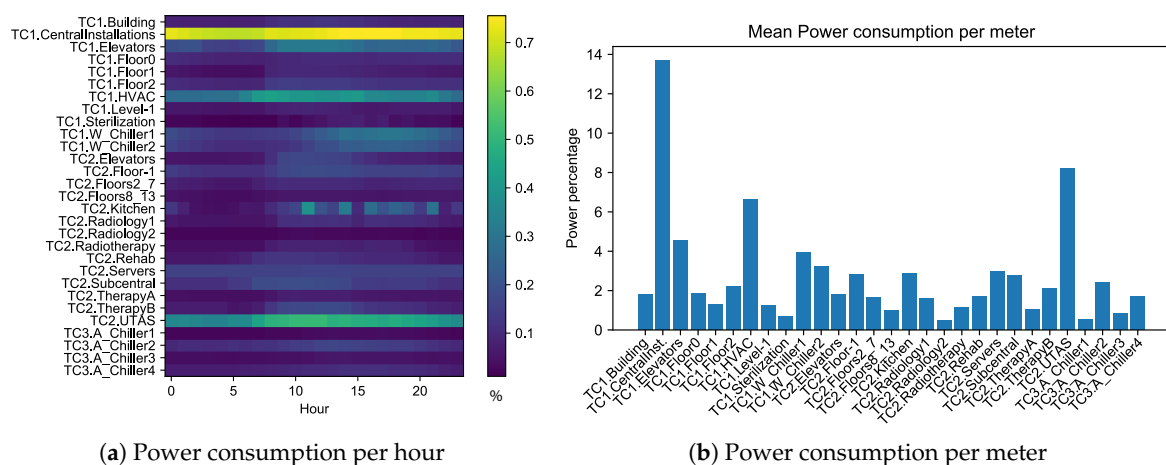 TC1.Building
TC1.CentralInstallations
TC1.Elevators
TC1.Floor0
TC1.Floor1
TC1.Floor2
TC1.HVAC
TC1.Level-1
TC1.Sterilization
TC1.W_Chiller1
TC1.W_Chiller2
TC2.Elevators
TC2.Floor-1
TC2.Floors2_7
TC2.Floors8_13
TC2.Kitchen
TC2.Radiology1
TC2.Radiology2
TC2.Radiotherapy
TC2.Rehab
TC2.Servers
TC2.Subcentral
TC2.TherapyA
TC2.TherapyB
TC2.UTAS
TC3.A_Chiller1
TC3.A_Chiller2
TC3.A_Chiller3
TC3.A_Chiller4
0 5 10 15 20
Hour
0.7
0.6
0.5
0.4
0.3
0.2
0.1
%
(a) Power consumption per hour
Mean Power consumption per meter
Power percentage
14
12
10
8
6
4
2
0
TC1.Building
TC1.CentralInst.
TC1.Elevators
TC1.Floor0
TC1.Floor1
TC1.Floor2
TC1.HVAC
TC1.Level-1
TC1.Sterilization
TC1.W_Chiller1
TC1.W_Chiller2
TC2.Elevators
TC2.Floor-1
TC2.Floors2_7
TC2.Floors8_13
TC2.Kitchen
TC2.Radiology1
TC2.Radiology2
TC2.Radiotherapy
TC2.Rehab
TC2.Servers
TC2.Subcentral
TC2.TherapyA
TC2.TherapyB
TC2.UTAS
TC3.A_Chiller1
TC3.A_Chiller2
TC3.A_Chiller3
TC3.A_Chiller4
(b) Power consumption per meter